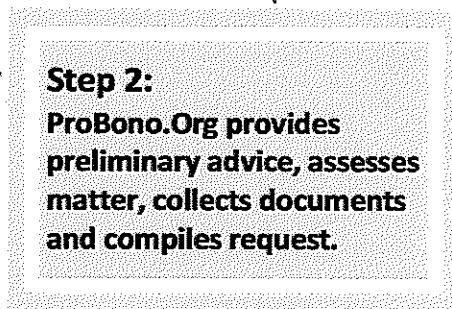 Step 2:
ProBono.Org provides
preliminary advice, assesses
matter, collects documents
and compiles request.